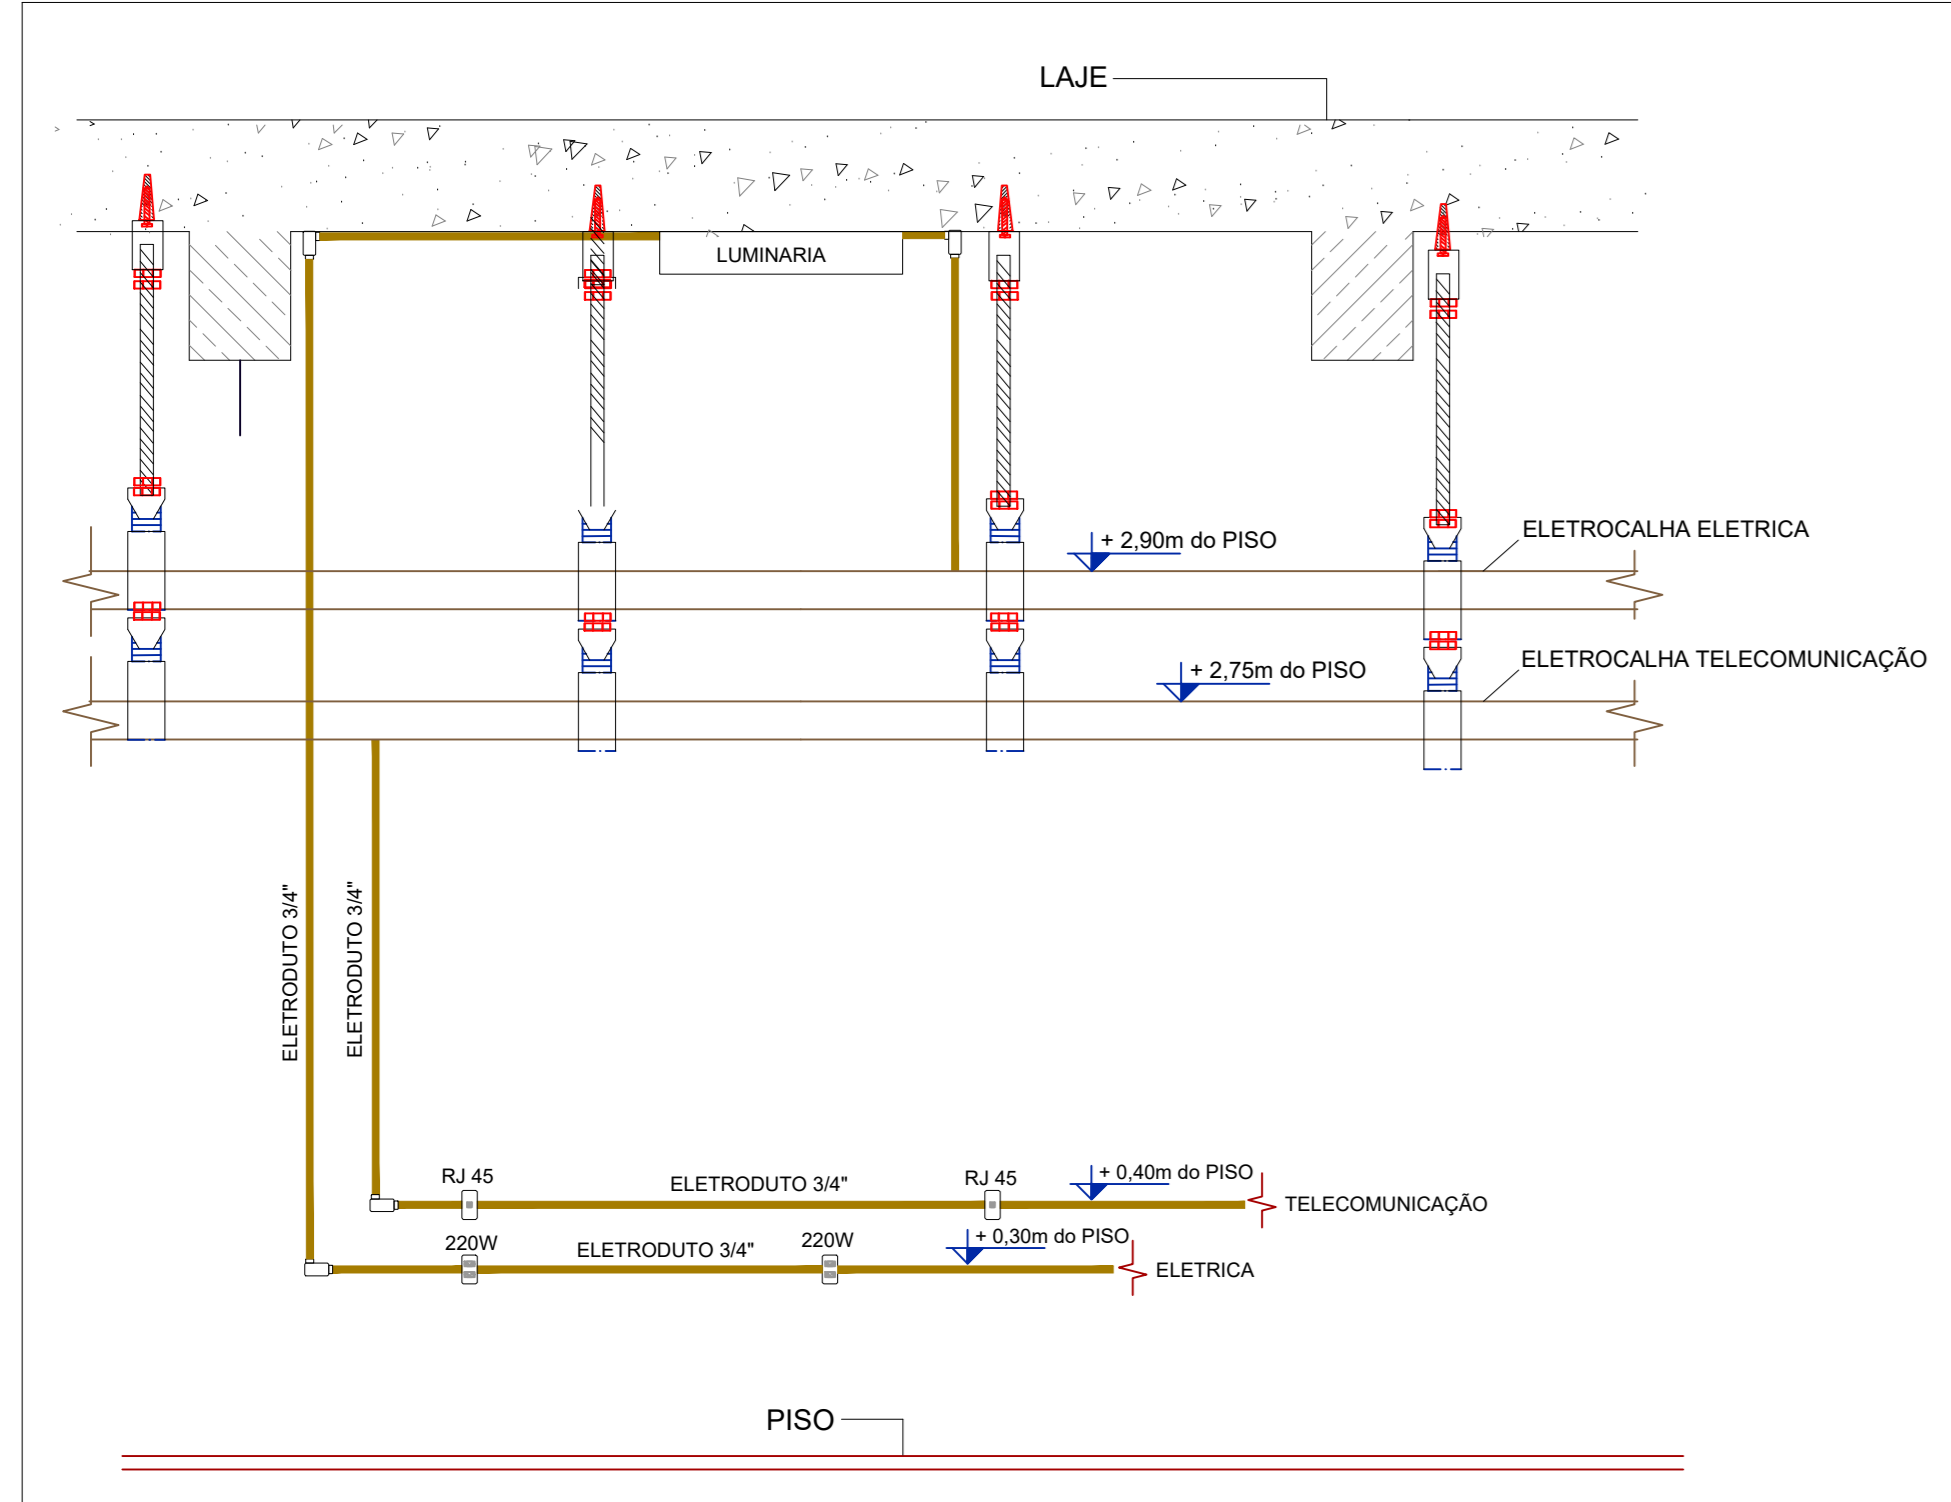 LAJE
LUMINARIA
ELETROCALHA ELETRICA
+ 2,90m do PISO
ELETROCALHA TELECOMUNICAÇÃO
+ 2,75m do PISO
ELETRODUTO 3/4"
ELETRODUTO 3/4"
RJ 45
ELETRODUTO 3/4"
RJ 45
+ 0,40m do PISO
TELECOMUNICAÇÃO
220W
ELETRODUTO 3/4"
220W
+ 0,30m do PISO
ELETRICA
PISO